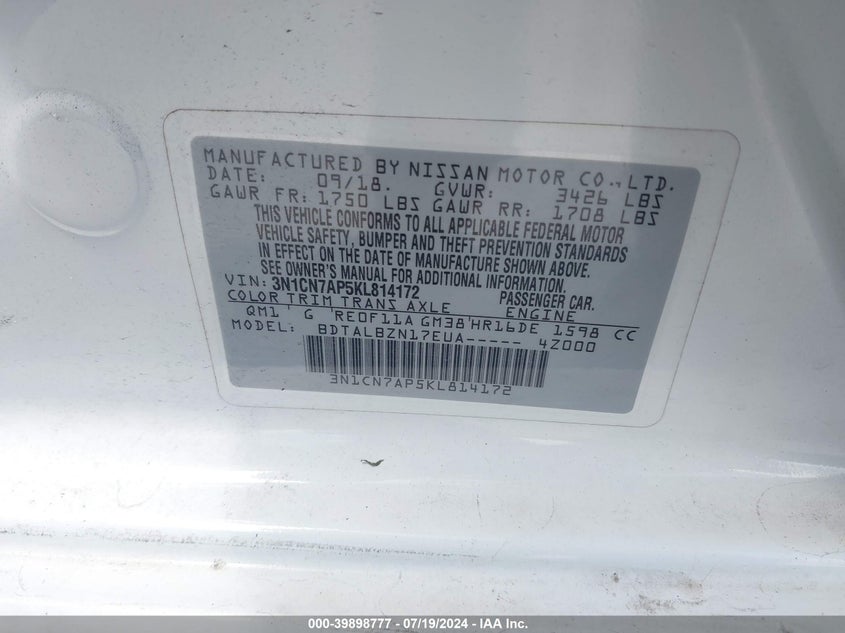 MANUFACTURED BY NISSAN MOTOR CO., LTD.
DATE: 09/18. GVWR: 3426 LBS
GAWR FR: 1750 LBS GAWR RR: 1708 LBS
THIS VEHICLE CONFORMS TO ALL APPLICABLE FEDERAL MOTOR
VEHICLE SAFETY, BUMPER AND THEFT PREVENTION STANDARDS
IN EFFECT ON THE DATE OF MANUFACTURE SHOWN ABOVE.
SEE OWNER'S MANUAL FOR ADDITIONAL INFORMATION.
VIN: 3N1CN7AP5KL814172 PASSENGER CAR.
COLOR TRIM TRANS AXLE ENGINE
QM1 ' G 'RE0F11A GM38'HR16DE 1598 CC
MODEL: BDTALBZN17EUA----- 4Z000
3N1CN7AP5KL814172
000-39898777 - 07/19/2024 - IAA Inc.